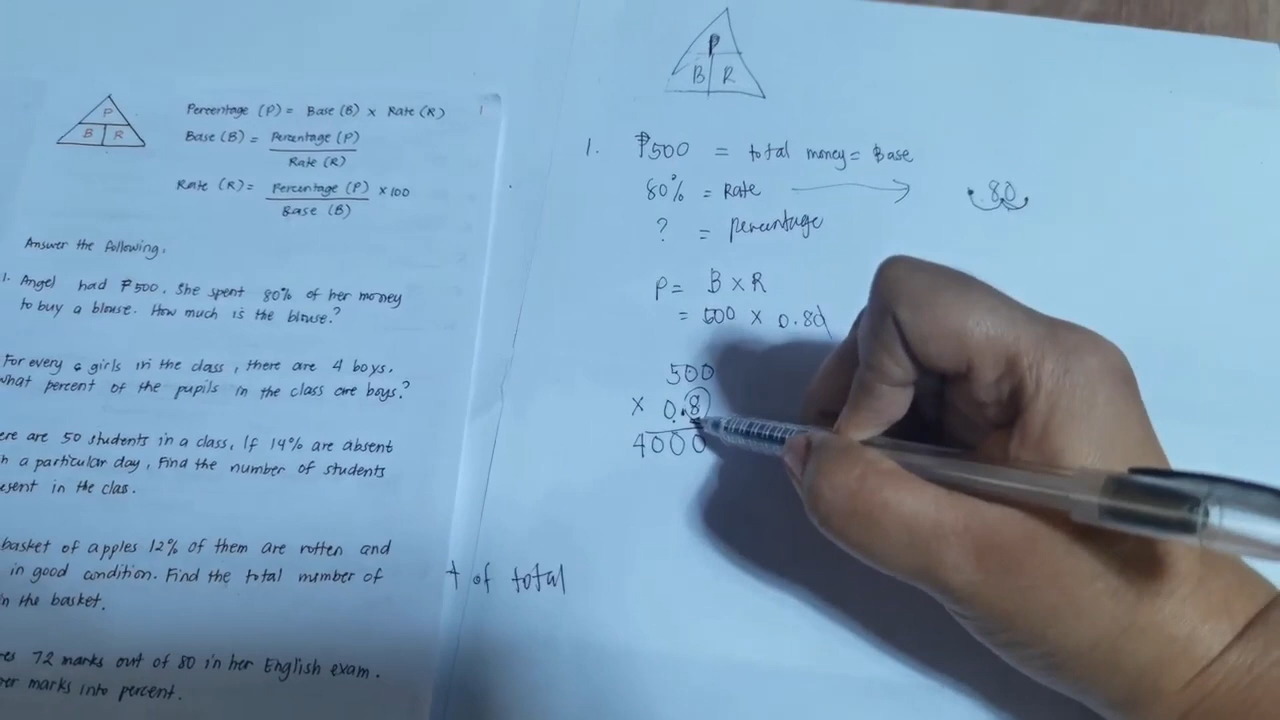 P
B R
Percentage (P) = Base (B) x Rate (R)
Base (B) = Percentage (P)
Rate (R)
Rate (R) = Percentage (P) x 100
Base (B)
Answer the following.
1. Angel had ₱500. She spent 80% of her money
to buy a blouse. How much is the blouse?
For every 6 girls in the class, there are 4 boys.
what percent of the pupils in the class are boys?
ere are 50 students in a class. If 14% are absent
a particular day, Find the number of students
esent in the clas.
basket of apples 12% of them are rotten and
in good condition. Find the total number of
n the basket.
72 marks out of 80 in her English exam.
er marks into percent.
of total
P
B R
1. ₱500 = total money = Base
80% = Rate → .80
? = percentage
P = B x R
= 500 x 0.80
500
x 0.8
4000